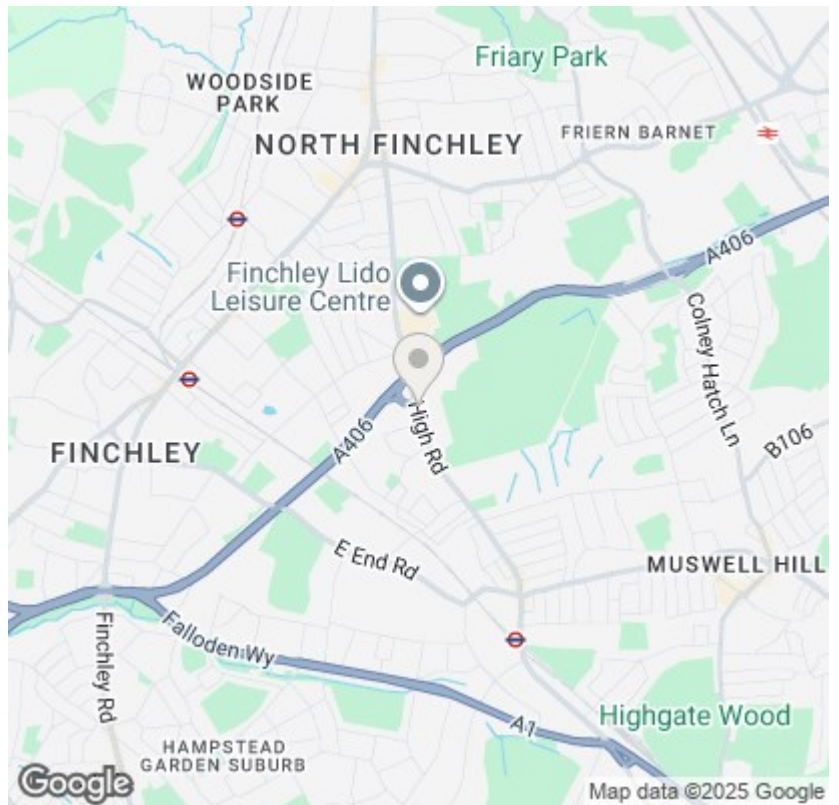 Friary Park
WOODSIDE
PARK
FRIERN BARNET
NORTH FINCHLEY
A406
Finchley Lido
Leisure Centre
Colney Hatch Ln
High Rd
A406
B106
FINCHLEY
E End Rd
MUSWELL HILL
Finchley Rd
Falloden Wy
A1
Highgate Wood
HAMPSTEAD
GARDEN SUBURB
Google
Map data ©2025 Google